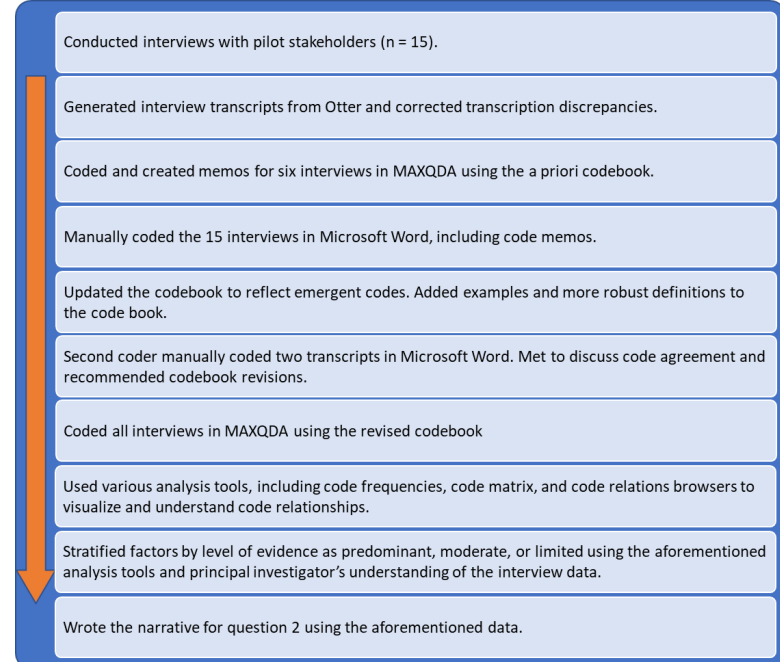 Conducted interviews with pilot stakeholders (n = 15).
Generated interview transcripts from Otter and corrected transcription discrepancies.
Coded and created memos for six interviews in MAXQDA using the a priori codebook.
Manually coded the 15 interviews in Microsoft Word, including code memos.
Updated the codebook to reflect emergent codes. Added examples and more robust definitions to
the code book.
Second coder manually coded two transcripts in Microsoft Word. Met to discuss code agreement and
recommended codebook revisions.
Coded all interviews in MAXQDA using the revised codebook
Used various analysis tools, including code frequencies, code matrix, and code relations browsers to
visualize and understand code relationships.
Stratified factors by level of evidence as predominant, moderate, or limited using the aforementioned
analysis tools and principal investigator’s understanding of the interview data.
Wrote the narrative for question 2 using the aforementioned data.